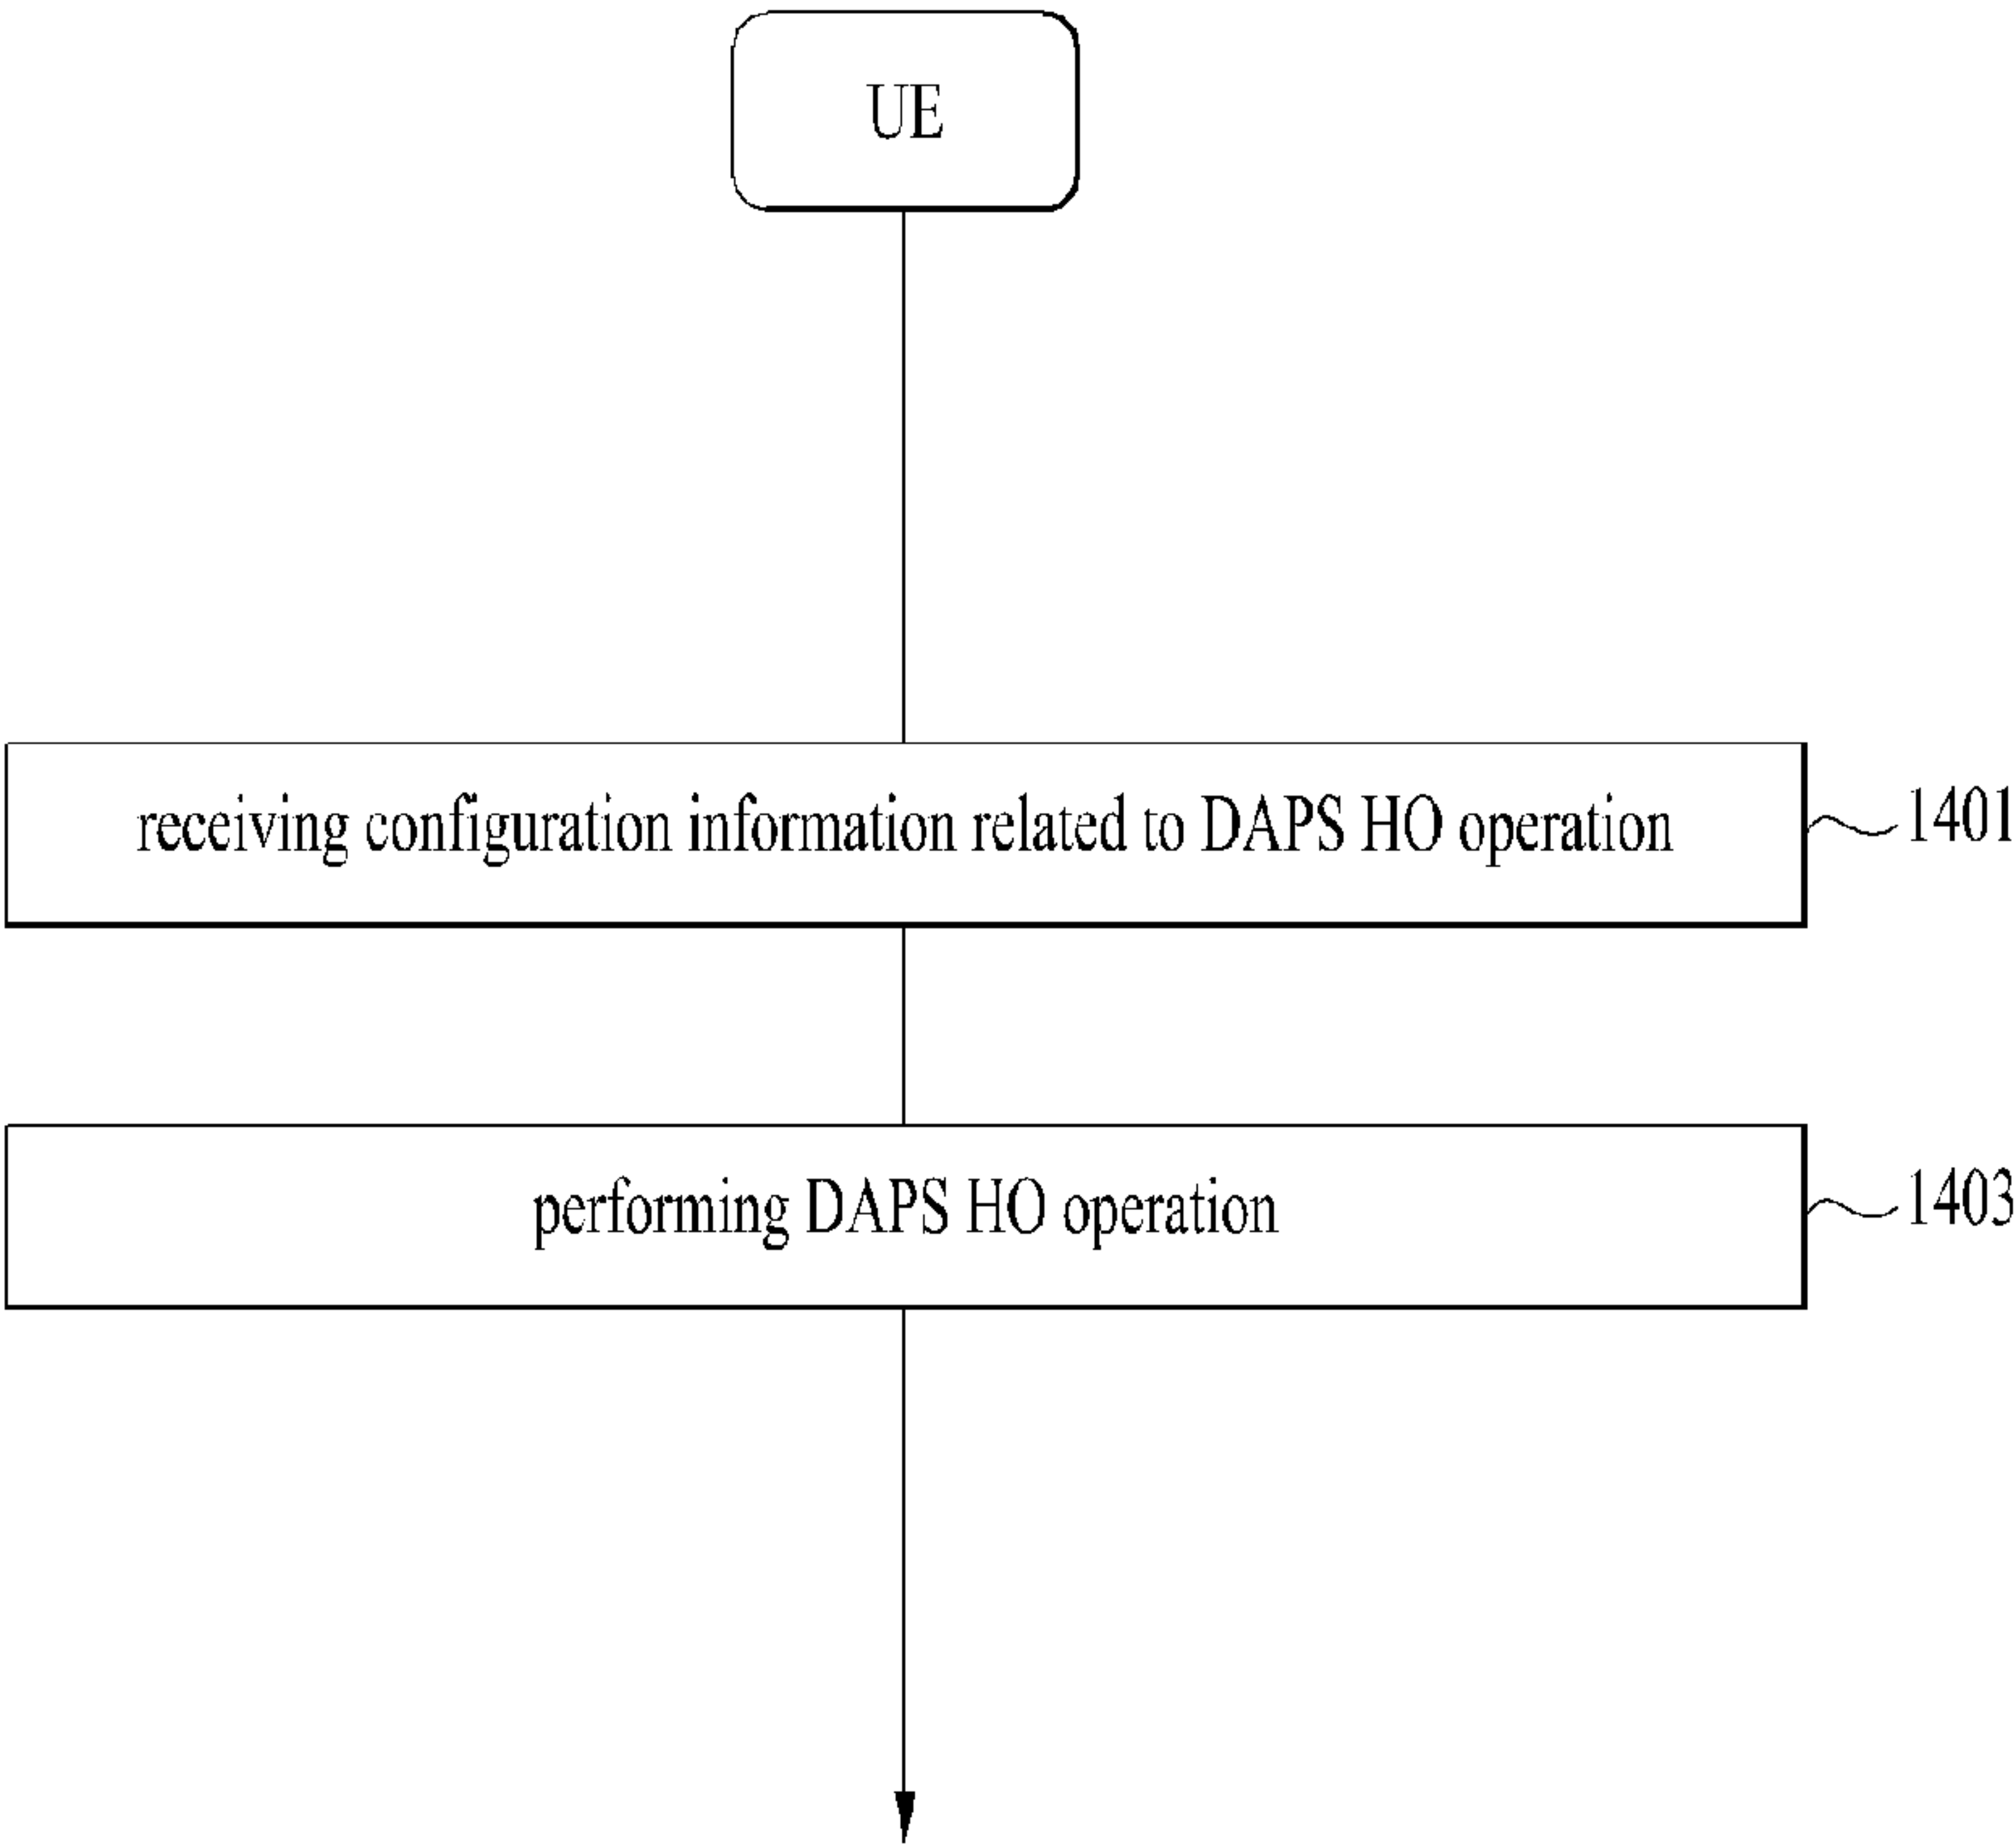 UE
receiving configuration information related to DAPS HO operation
1401
performing DAPS HO operation
1403